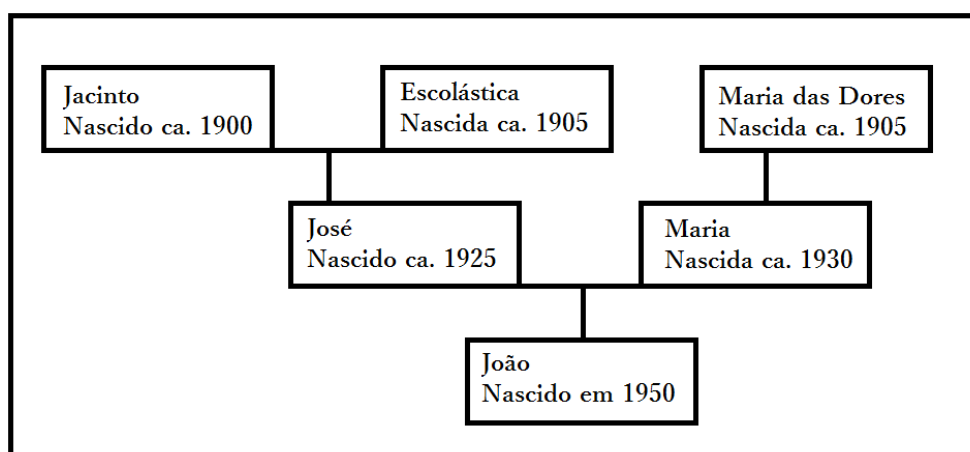 Jacinto
Nascido ca. 1900
Escolástica
Nascida ca. 1905
Maria das Dores
Nascida ca. 1905
José
Nascido ca. 1925
Maria
Nascida ca. 1930
João
Nascido em 1950